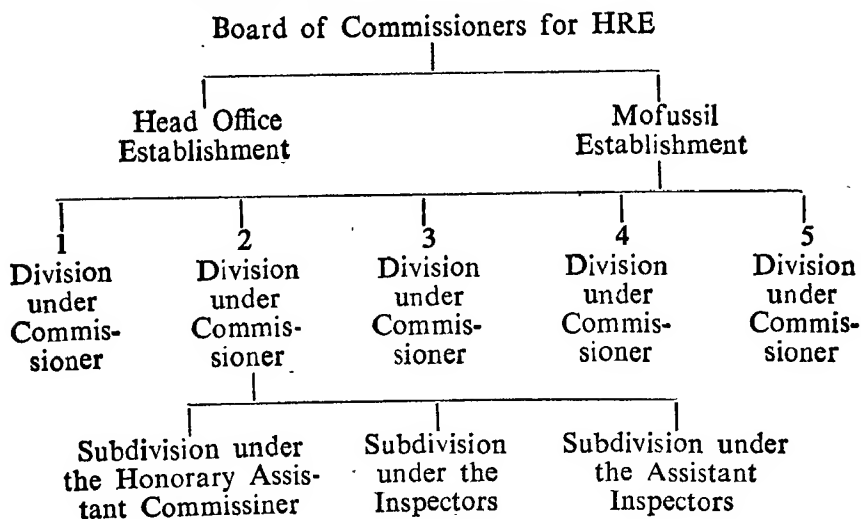 Board of Commissioners for HRE
Head Office
Establishment
Mofussil
Establishment
1
Division
under
Commis-
sioner
2
Division
under
Commis-
sioner
3
Division
under
Commis-
sioner
4
Division
under
Commis-
sioner
5
Division
under
Commis-
sioner
Subdivision under
the Honorary Assis-
tant Commissiner
Subdivision
under the
Inspectors
Subdivision under
the Assistant
Inspectors